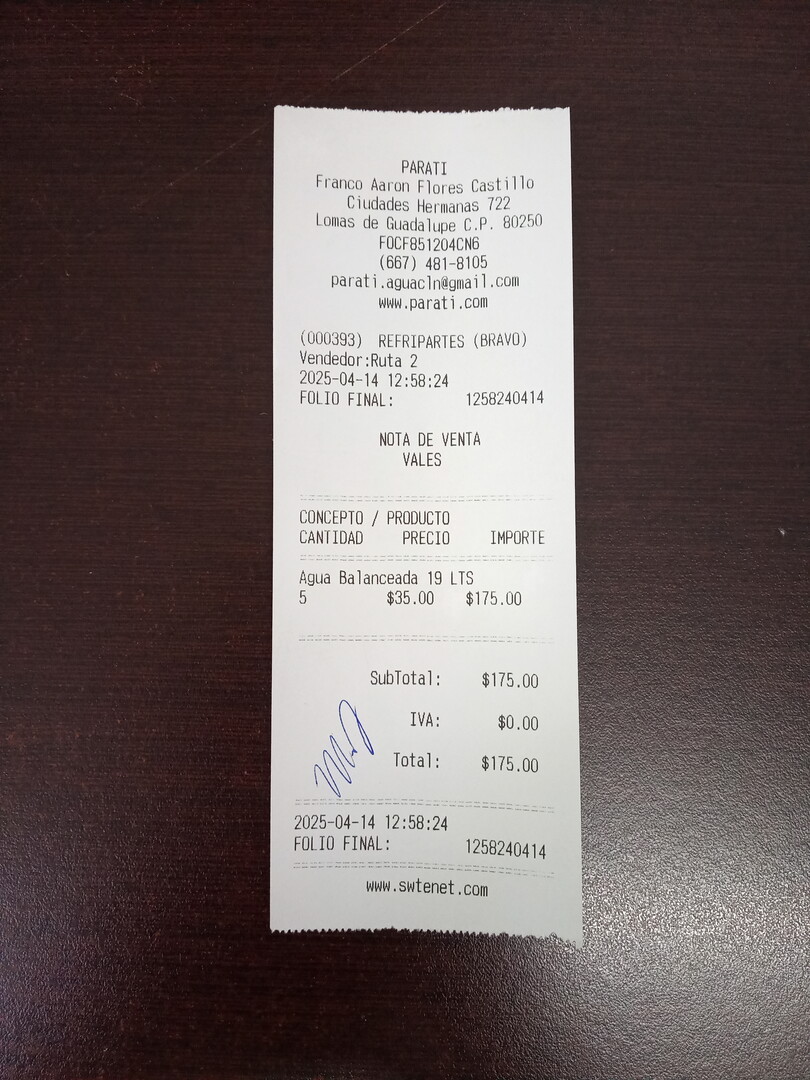 PARATI
Franco Aaron Flores Castillo
Ciudades Hermanas 722
Lomas de Guadalupe C.P. 80250
FOCF851204CN6
(667) 481-8105
parati.aguacln@gmail.com
www.parati.com
(000393) REFRIPARTES (BRAVO)
Vendedor:Ruta 2
2025-04-14 12:58:24
FOLIO FINAL: 1258240414
NOTA DE VENTA
VALES
CONCEPTO / PRODUCTO
CANTIDAD PRECIO IMPORTE
Agua Balanceada 19 LTS
5 $35.00 $175.00
SubTotal: $175.00
IVA: $0.00
Total: $175.00
2025-04-14 12:58:24
FOLIO FINAL: 1258240414
www.swtenet.com